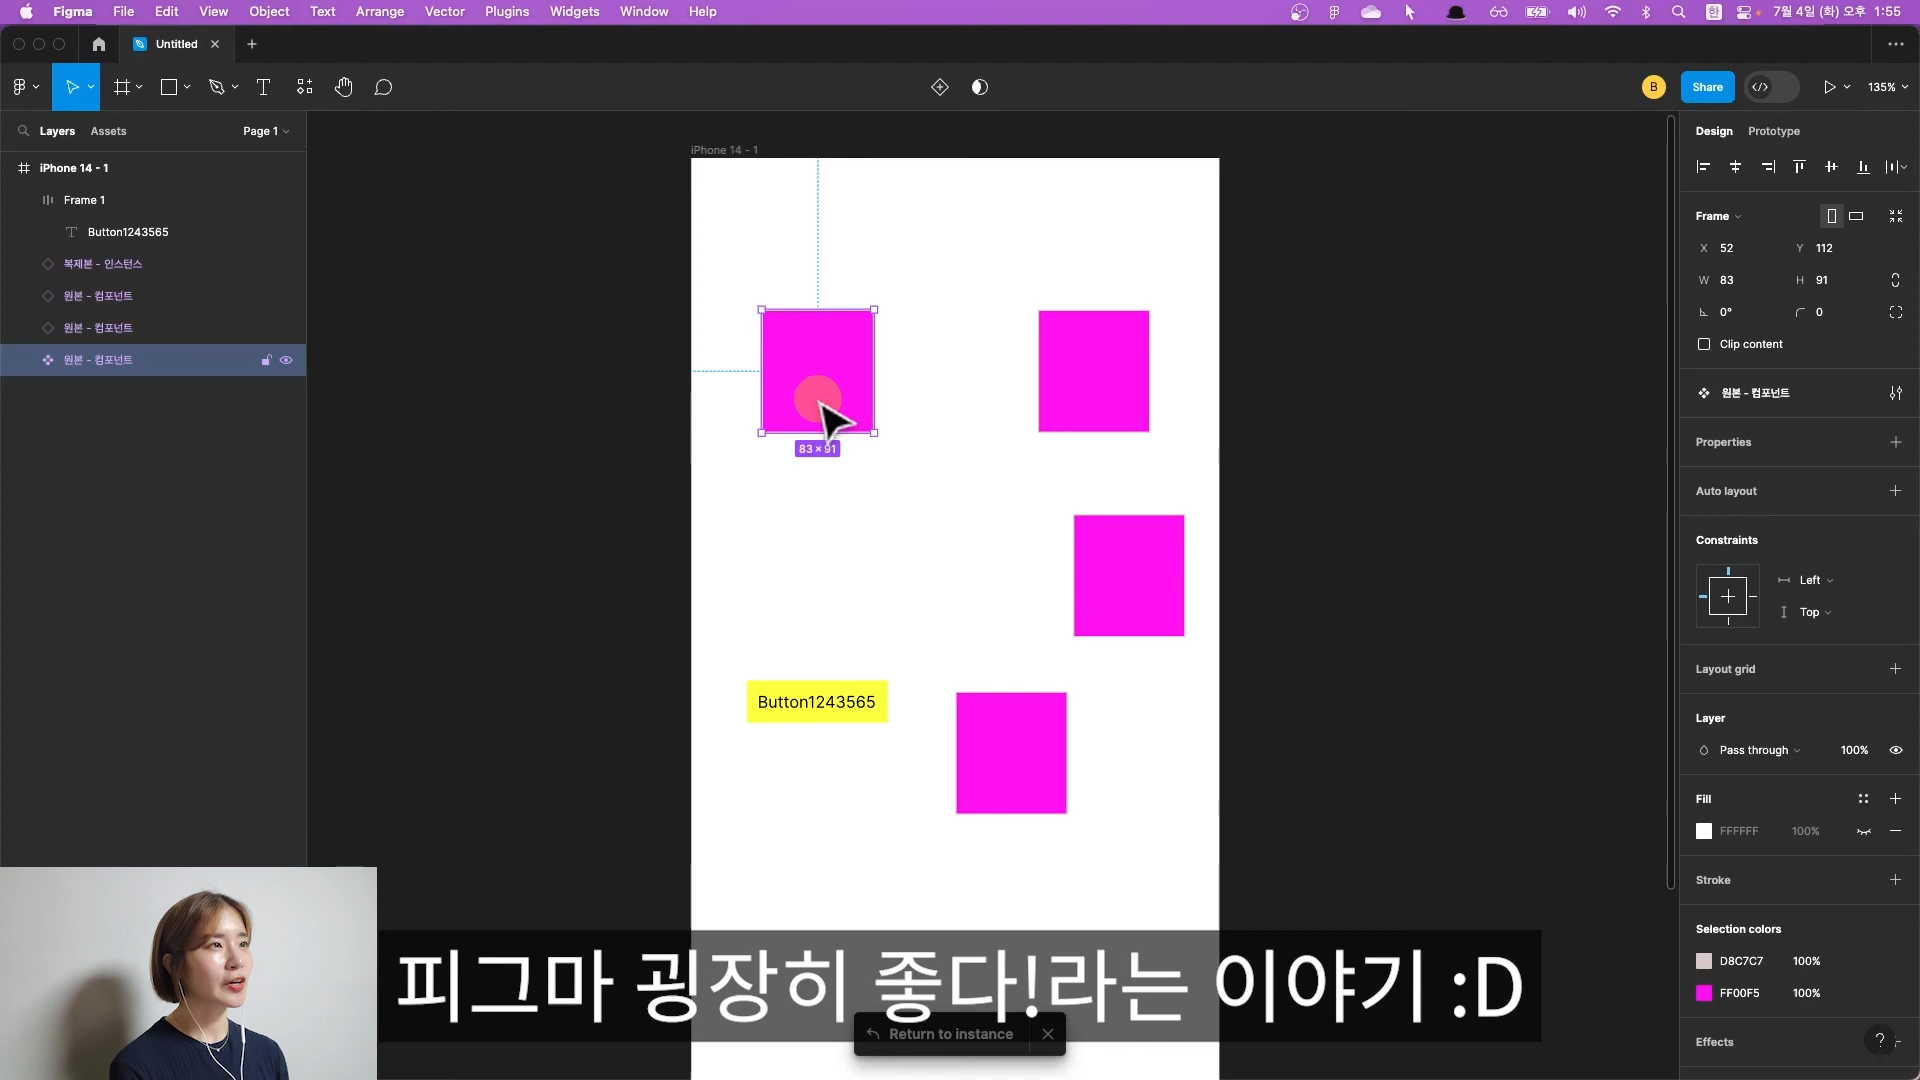 Figma File Edit View Object Text Arrange Vector Plugins Widgets Window Help 한 7월 4일 (화) 오후 1:55
Untitled
B Share 135%
Layers Assets Page 1
iPhone 14 - 1
Frame 1
Button1243565
복제본 - 인스턴스
원본 - 컴포넌트
원본 - 컴포넌트
원본 - 컴포넌트
iPhone 14 - 1
83 × 91
Button1243565
Design Prototype
Frame
X 52 Y 112
W 83 H 91
0° 0
Clip content
원본 - 컴포넌트
Properties
Auto layout
Constraints
Left
Top
Layout grid
Layer
Pass through 100%
Fill
FFFFFF 100%
Stroke
Selection colors
D8C7C7 100%
FF00F5 100%
Effects
?
피그마 굉장히 좋다!라는 이야기 :D
Return to instance